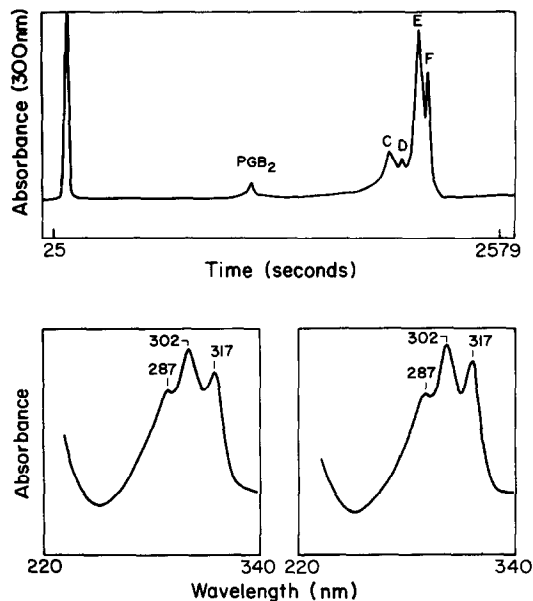 Absorbance (300nm)
E
F
C
D
PGB2
25
2579
Time (seconds)
Absorbance
302
317
287
302
317
287
220
340
220
340
Wavelength (nm)